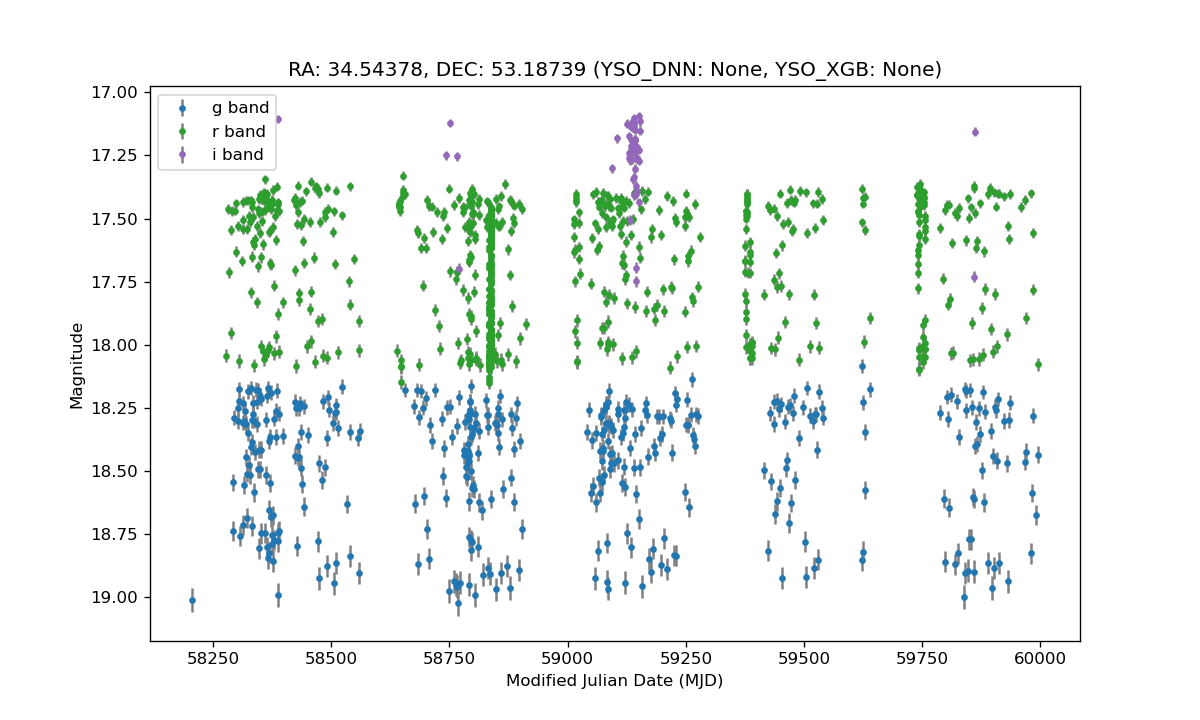 RA: 34.54378, DEC: 53.18739 (YSO_DNN: None, YSO_XGB: None)
g band
r band
i band
17.00
17.25
17.50
17.75
18.00
18.25
18.50
18.75
19.00
Magnitude
58250
58500
58750
59000
59250
59500
59750
60000
Modified Julian Date (MJD)